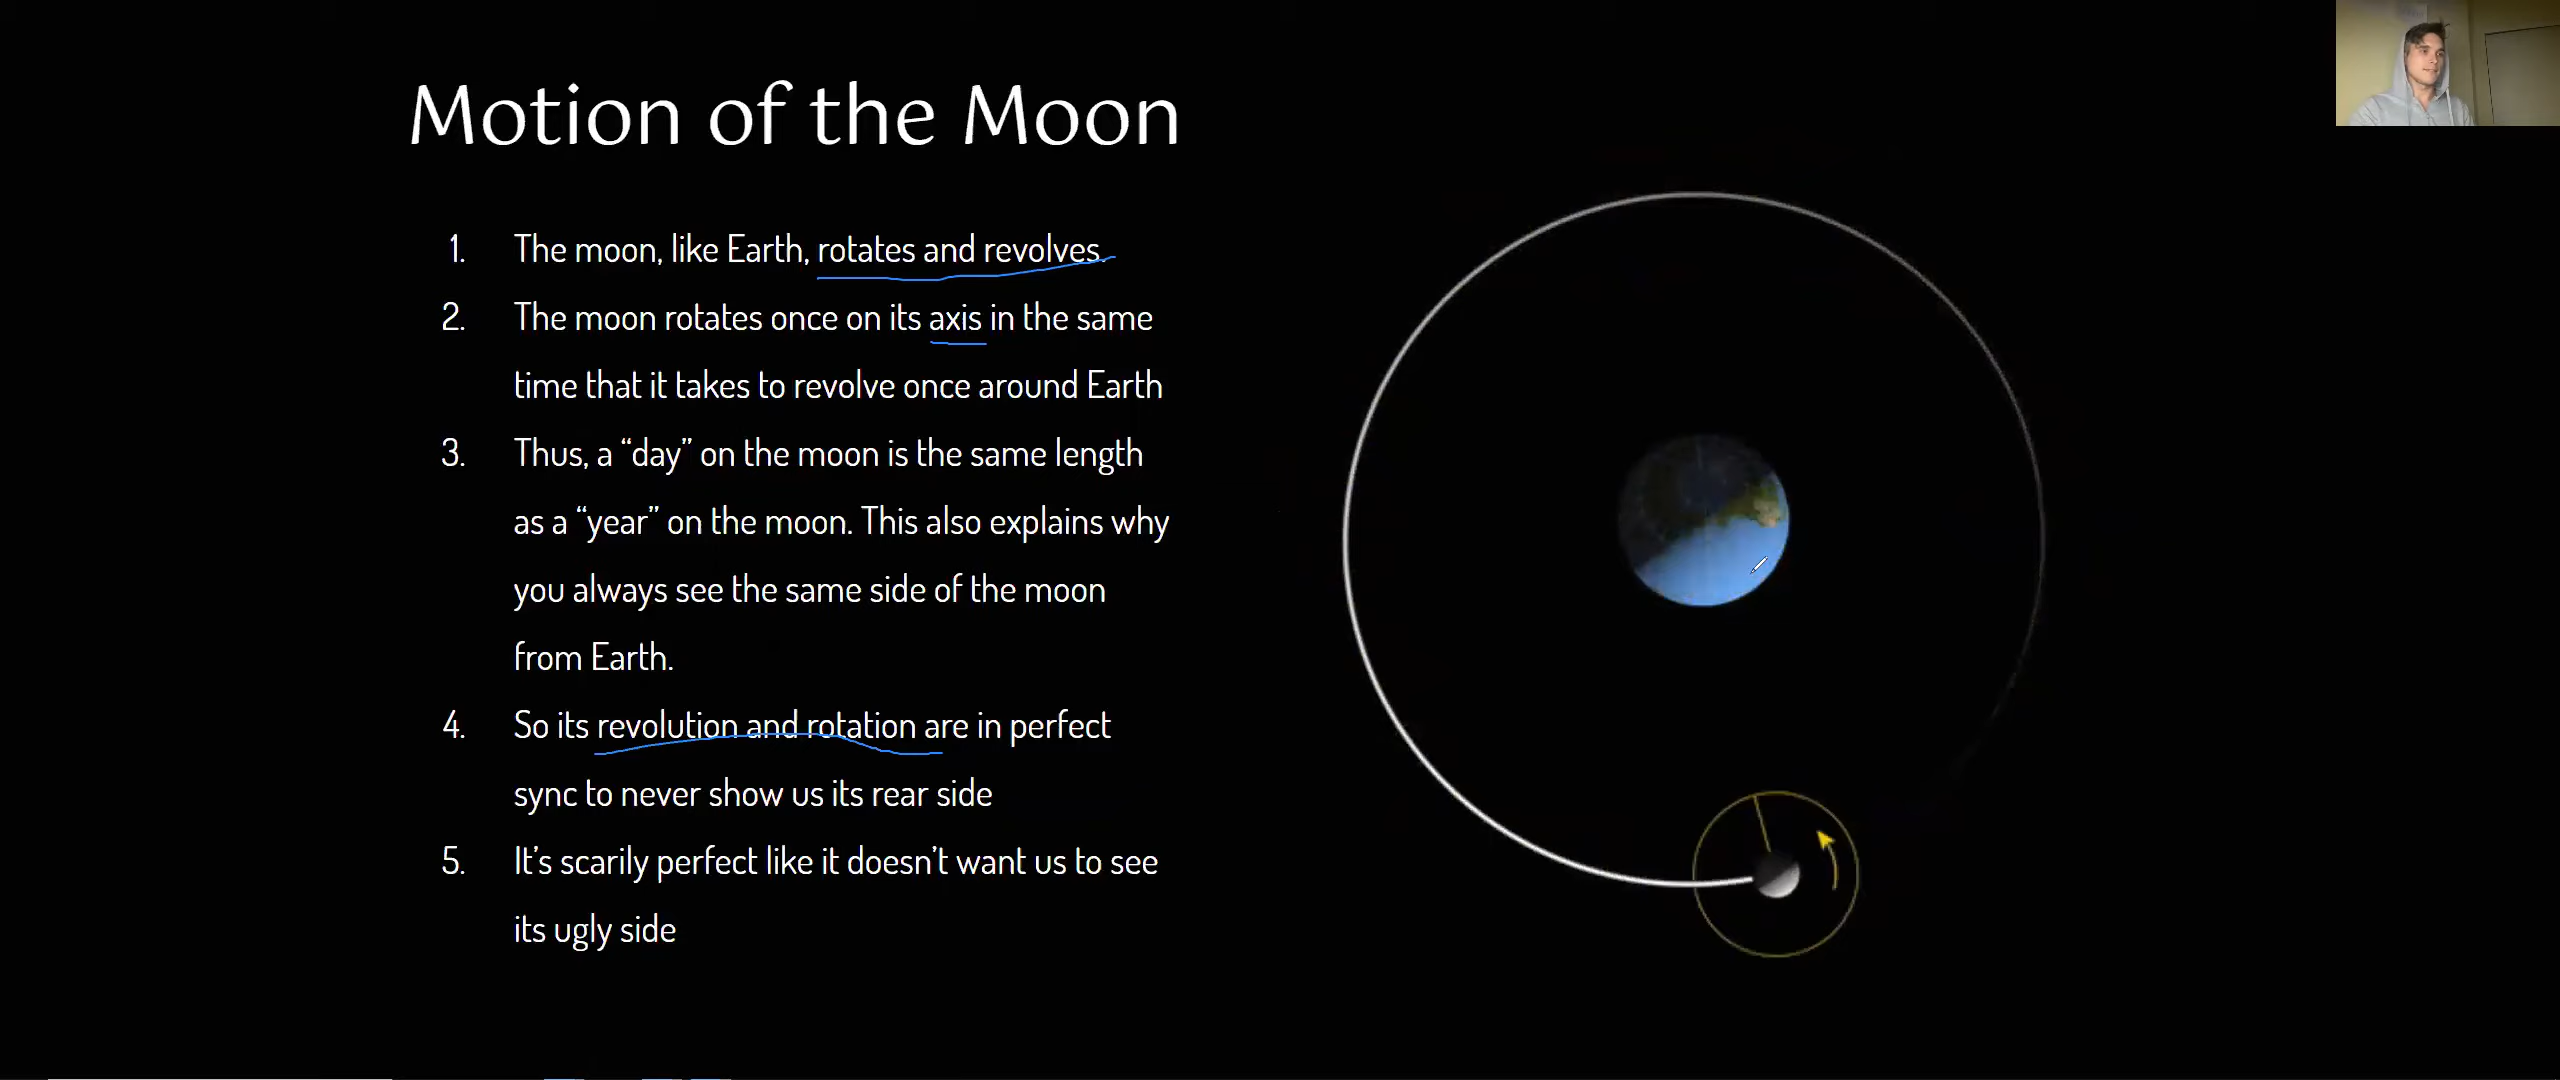 Motion of the Moon
1. The moon, like Earth, rotates and revolves.
2. The moon rotates once on its axis in the same
time that it takes to revolve once around Earth
3. Thus, a “day” on the moon is the same length
as a “year” on the moon. This also explains why
you always see the same side of the moon
from Earth.
4. So its revolution and rotation are in perfect
sync to never show us its rear side
5. It’s scarily perfect like it doesn’t want us to see
its ugly side